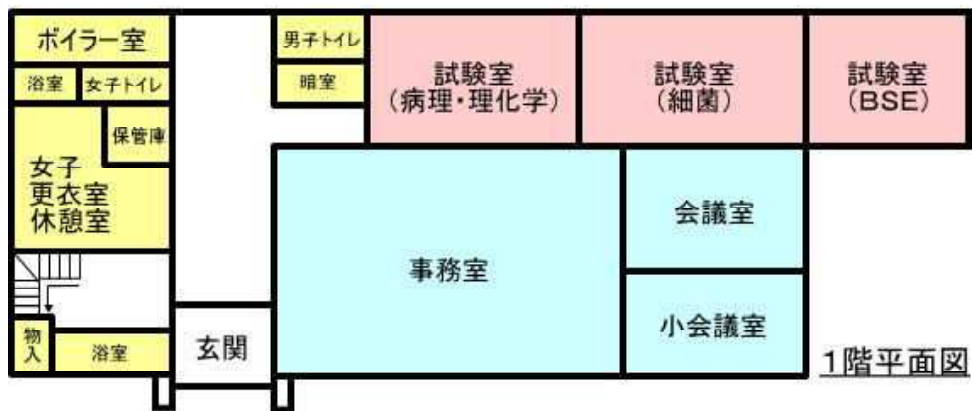 ボイラー室
男子トイレ
試験室
(病理・理化学)
試験室
(細菌)
試験室
(BSE)
浴室
女子トイレ
暗室
保管庫
女子
更衣室
休憩室
会議室
事務室
小会議室
物
入
浴室
玄関
1階平面図